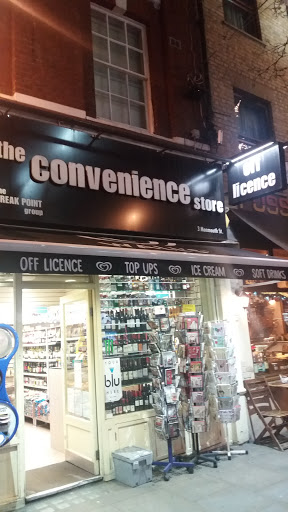 the convenience store
OFF
licence
BREAK POINT
group
3 Monmouth St.
OFF LICENCE
TOP UPS
ICE CREAM
SOFT DRINKS
blu